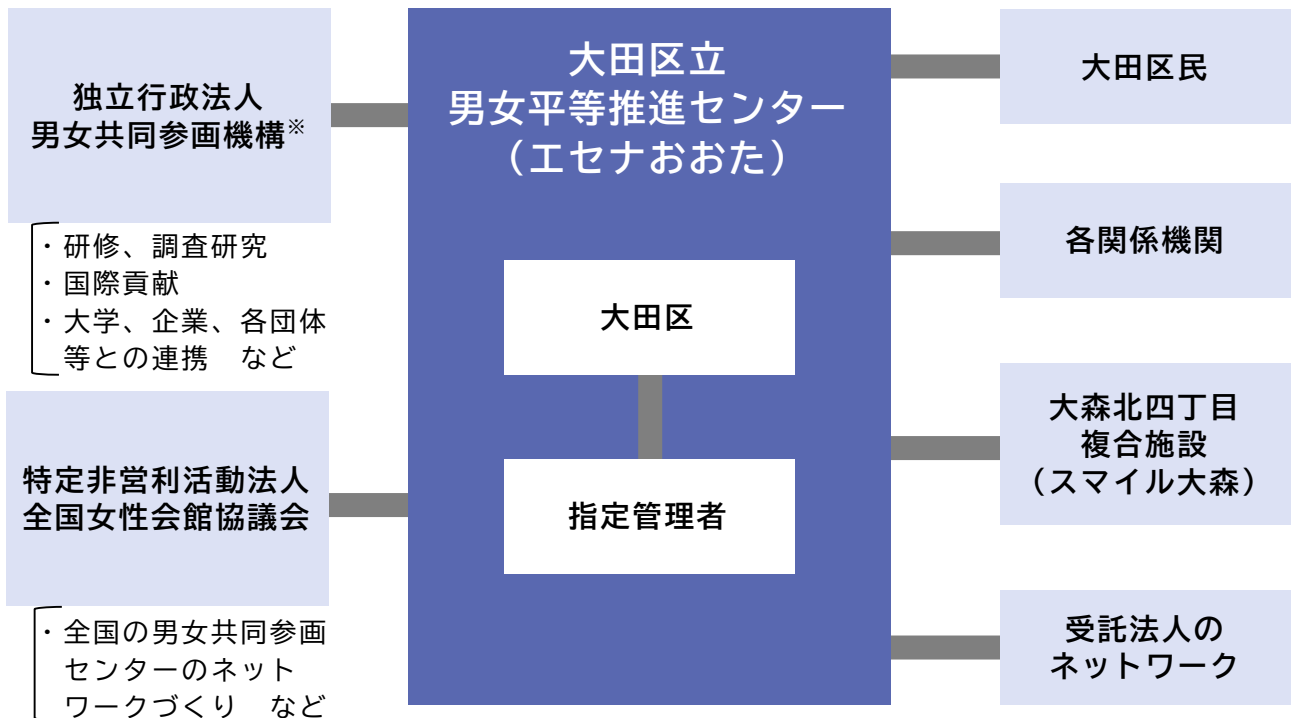 独立行政法人
男女共同参画機構※
・研修、調査研究
・国際貢献
・大学、企業、各団体
等との連携　など
特定非営利活動法人
全国女性会館協議会
・全国の男女共同参画
センターのネット
ワークづくり　など
大田区立
男女平等推進センター
（エセナおおた）
大田区
指定管理者
大田区民
各関係機関
大森北四丁目
複合施設
（スマイル大森）
受託法人の
ネットワーク